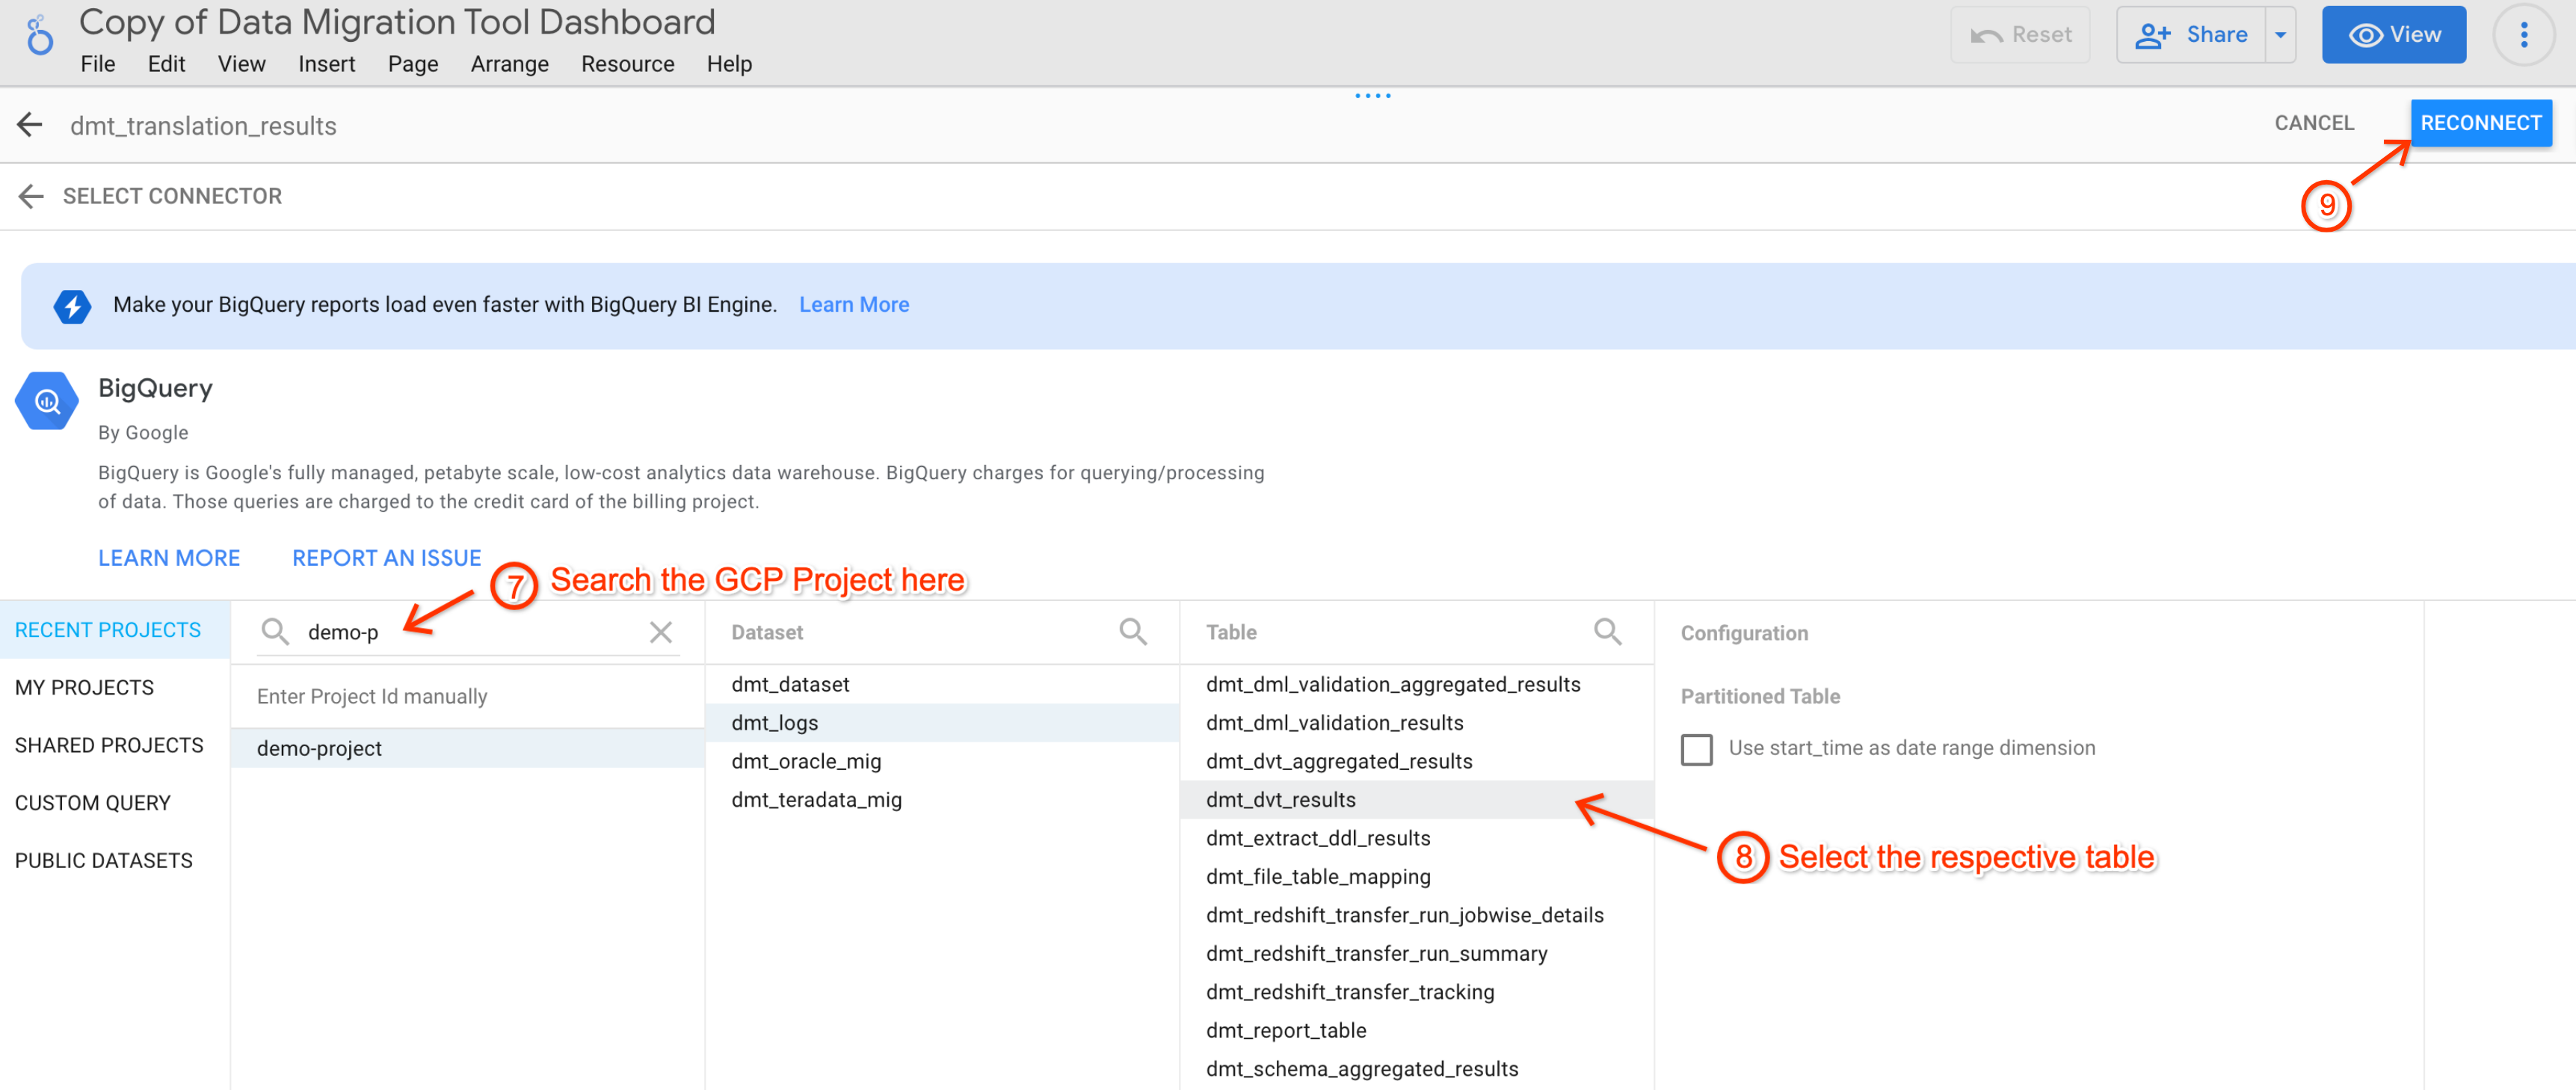 Copy of Data Migration Tool Dashboard
File Edit View Insert Page Arrange Resource Help
Reset
Share
View
dmt_translation_results
CANCEL
RECONNECT
9
SELECT CONNECTOR
Make your BigQuery reports load even faster with BigQuery BI Engine. Learn More
BigQuery
By Google
BigQuery is Google's fully managed, petabyte scale, low-cost analytics data warehouse. BigQuery charges for querying/processing
of data. Those queries are charged to the credit card of the billing project.
LEARN MORE REPORT AN ISSUE
7 Search the GCP Project here
RECENT PROJECTS
MY PROJECTS
SHARED PROJECTS
CUSTOM QUERY
PUBLIC DATASETS
demo-p
Enter Project Id manually
demo-project
Dataset
dmt_dataset
dmt_logs
dmt_oracle_mig
dmt_teradata_mig
Table
dmt_dml_validation_aggregated_results
dmt_dml_validation_results
dmt_dvt_aggregated_results
dmt_dvt_results
dmt_extract_ddl_results
dmt_file_table_mapping
dmt_redshift_transfer_run_jobwise_details
dmt_redshift_transfer_run_summary
dmt_redshift_transfer_tracking
dmt_report_table
dmt_schema_aggregated_results
Configuration
Partitioned Table
Use start_time as date range dimension
8 Select the respective table